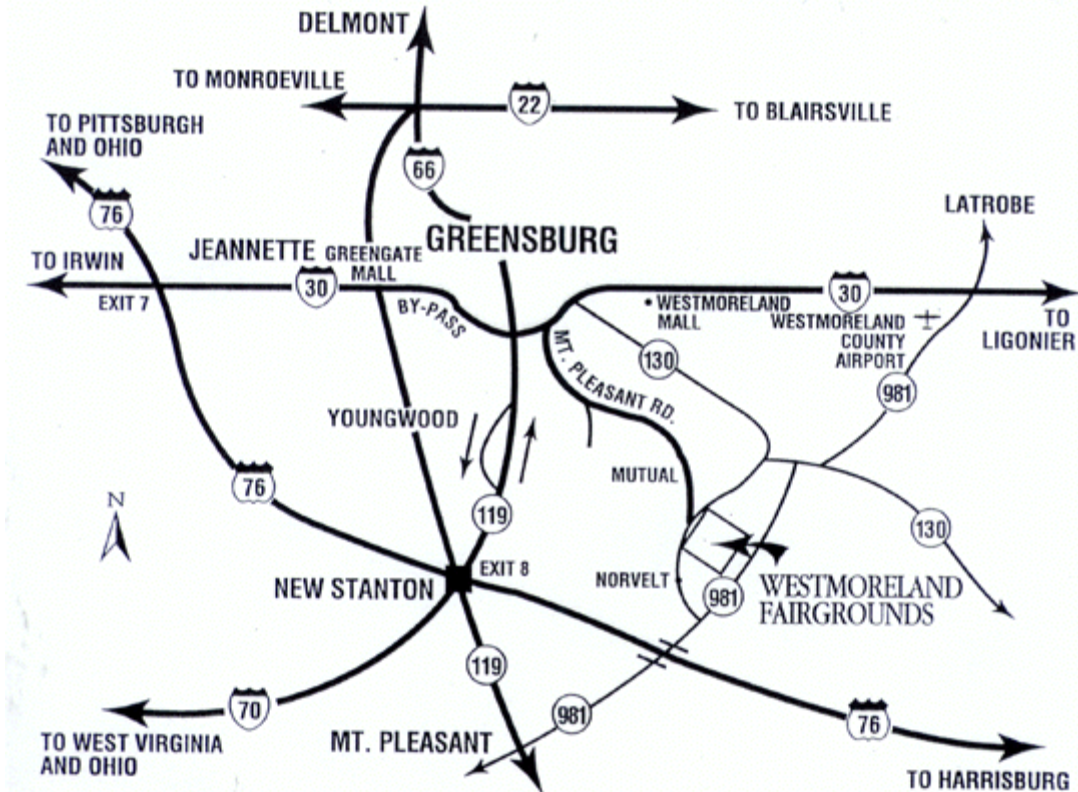 DELMONT
TO MONROEVILLE
22
TO BLAIRSVILLE
TO PITTSBURGH
AND OHIO
66
76
LATROBE
JEANNETTE
GREENGATE
MALL
GREENSBURG
TO IRWIN
EXIT 7
30
BY-PASS
WESTMORELAND
MALL
30
WESTMORELAND
COUNTY
AIRPORT
TO
LIGONIER
MT. PLEASANT RD.
130
981
YOUNGWOOD
MUTUAL
76
N
119
130
EXIT 8
NEW STANTON
NORVELT
981
WESTMORELAND
FAIRGROUNDS
119
70
981
76
TO WEST VIRGINIA
AND OHIO
MT. PLEASANT
TO HARRISBURG